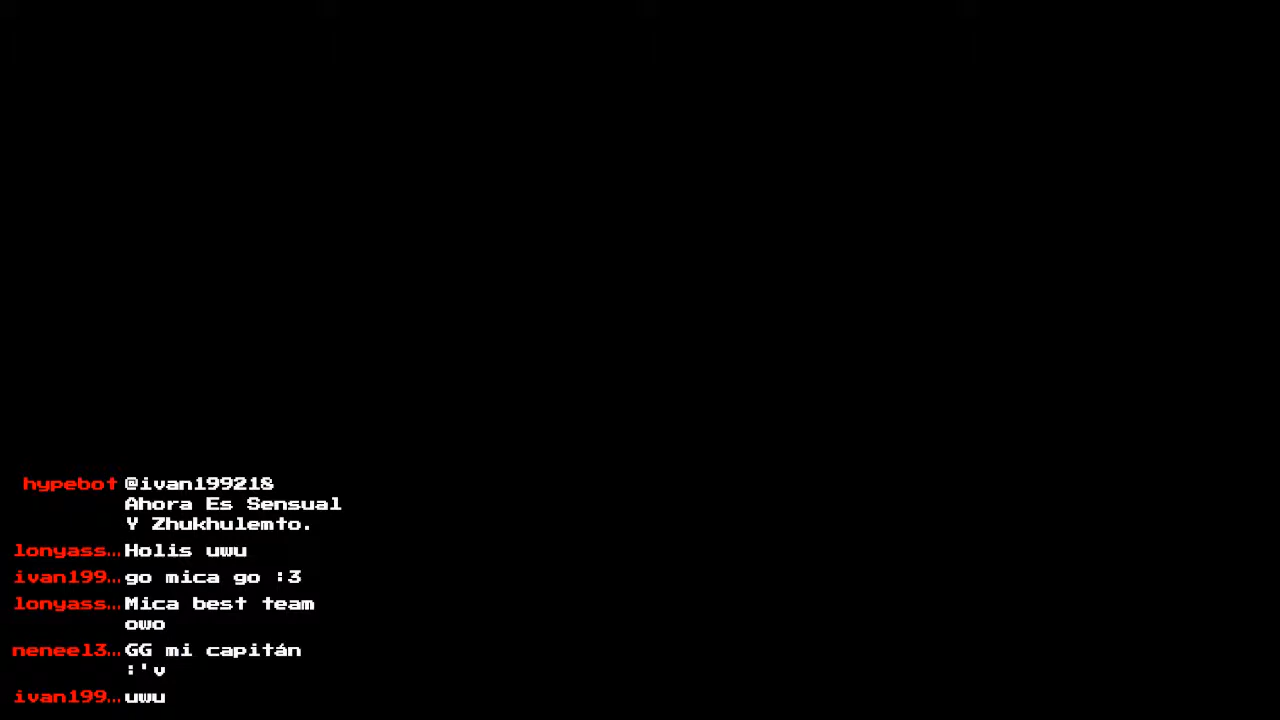 hypebot @ivan199218
Ahora Es Sensual
Y Zhukhulemto.
lonyass… Holis uwu
ivan199… go mica go :3
lonyass… Mica best team
owo
neneel3… GG mi capitán
:'v
ivan199… uwu